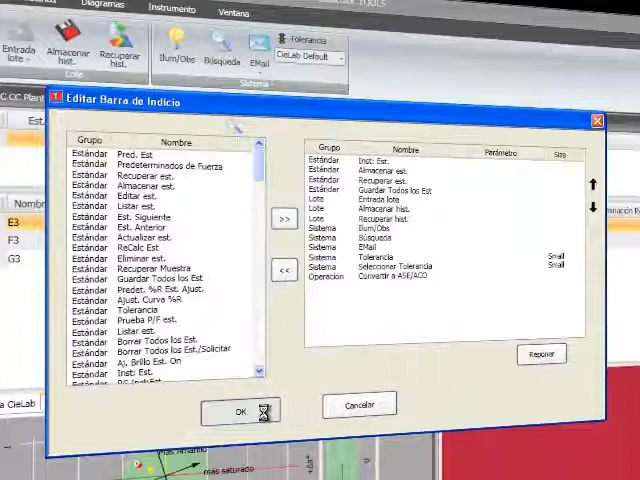 Diagramas
Instrumento
Ventana
Entrada lote
Almacenar hist.
Recuperar hist.
Lote
Ilum/Obs
Búsqueda
EMail
Tolerancia
CieLab Default
Sistema
Editar Barra de Indicio
Est.
Nombre
E3
F3
G3
Grupo Nombre
Estándar Pred. Est
Estándar Predeterminados de Fuerza
Estándar Recuperar est.
Estándar Almacenar est.
Estándar Editar est.
Estándar Listar est.
Estándar Est. Siguiente
Estándar Est. Anterior
Estándar Actualizar est.
Estándar ReCalc Est
Estándar Eliminar est.
Estándar Recuperar Muestra
Estándar Guardar Todos los Est
Estándar Predet. %R Est. Ajust.
Estándar Ajust. Curva %R
Estándar Tolerancia
Estándar Prueba P/F est.
Estándar Listar est.
Estándar Borrar Todos los Est.
Estándar Borrar Todos los Est./Solicitar
Estándar Aj. Brillo Est. On
Estándar Inst: Est.
>>
<<
Grupo Nombre Parámetro Size
Estándar Inst: Est.
Estándar Almacenar est.
Estándar Recuperar est.
Estándar Guardar Todos los Est
Lote Entrada lote
Lote Almacenar hist.
Lote Recuperar hist.
Sistema Ilum/Obs
Sistema Búsqueda
Sistema EMail
Sistema Tolerancia Small
Sistema Seleccionar Tolerancia Small
Operación Convertir a ASE/ACO
Reponer
OK
Cancelar
a CieLab
más saturado